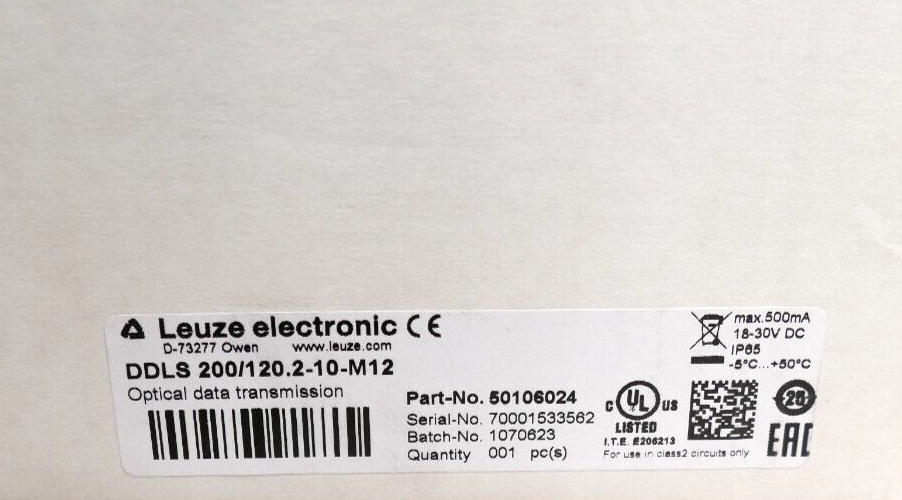 Leuze electronic CE
D-73277 Owen www.leuze.com
DDLS 200/120.2-10-M12
Optical data transmission
Part-No. 50106024
Serial-No. 70001533562
Batch-No. 1070623
Quantity 001 pc(s)
C UL US
LISTED
I.T.E. E206213
For use in class2 circuits only
max.500mA
18-30V DC
IP65
-5°C...+50°C
25
EAC